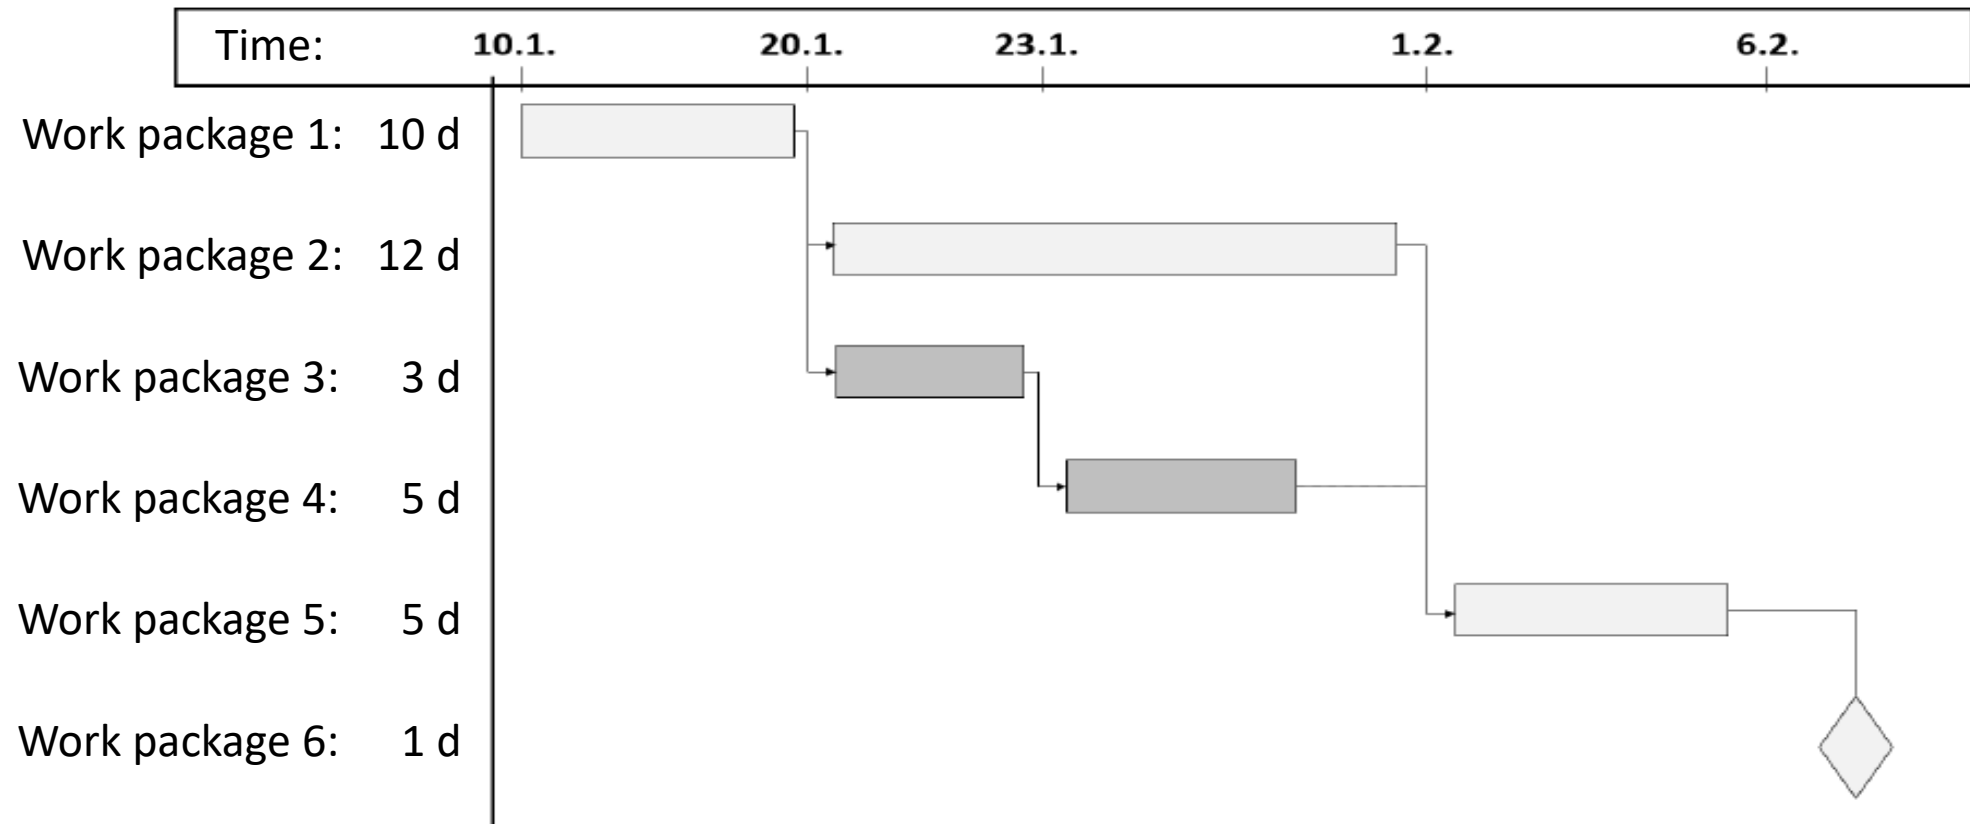 Time: 10.1. 20.1. 23.1. 1.2. 6.2.
Work package 1: 10 d
Work package 2: 12 d
Work package 3: 3 d
Work package 4: 5 d
Work package 5: 5 d
Work package 6: 1 d